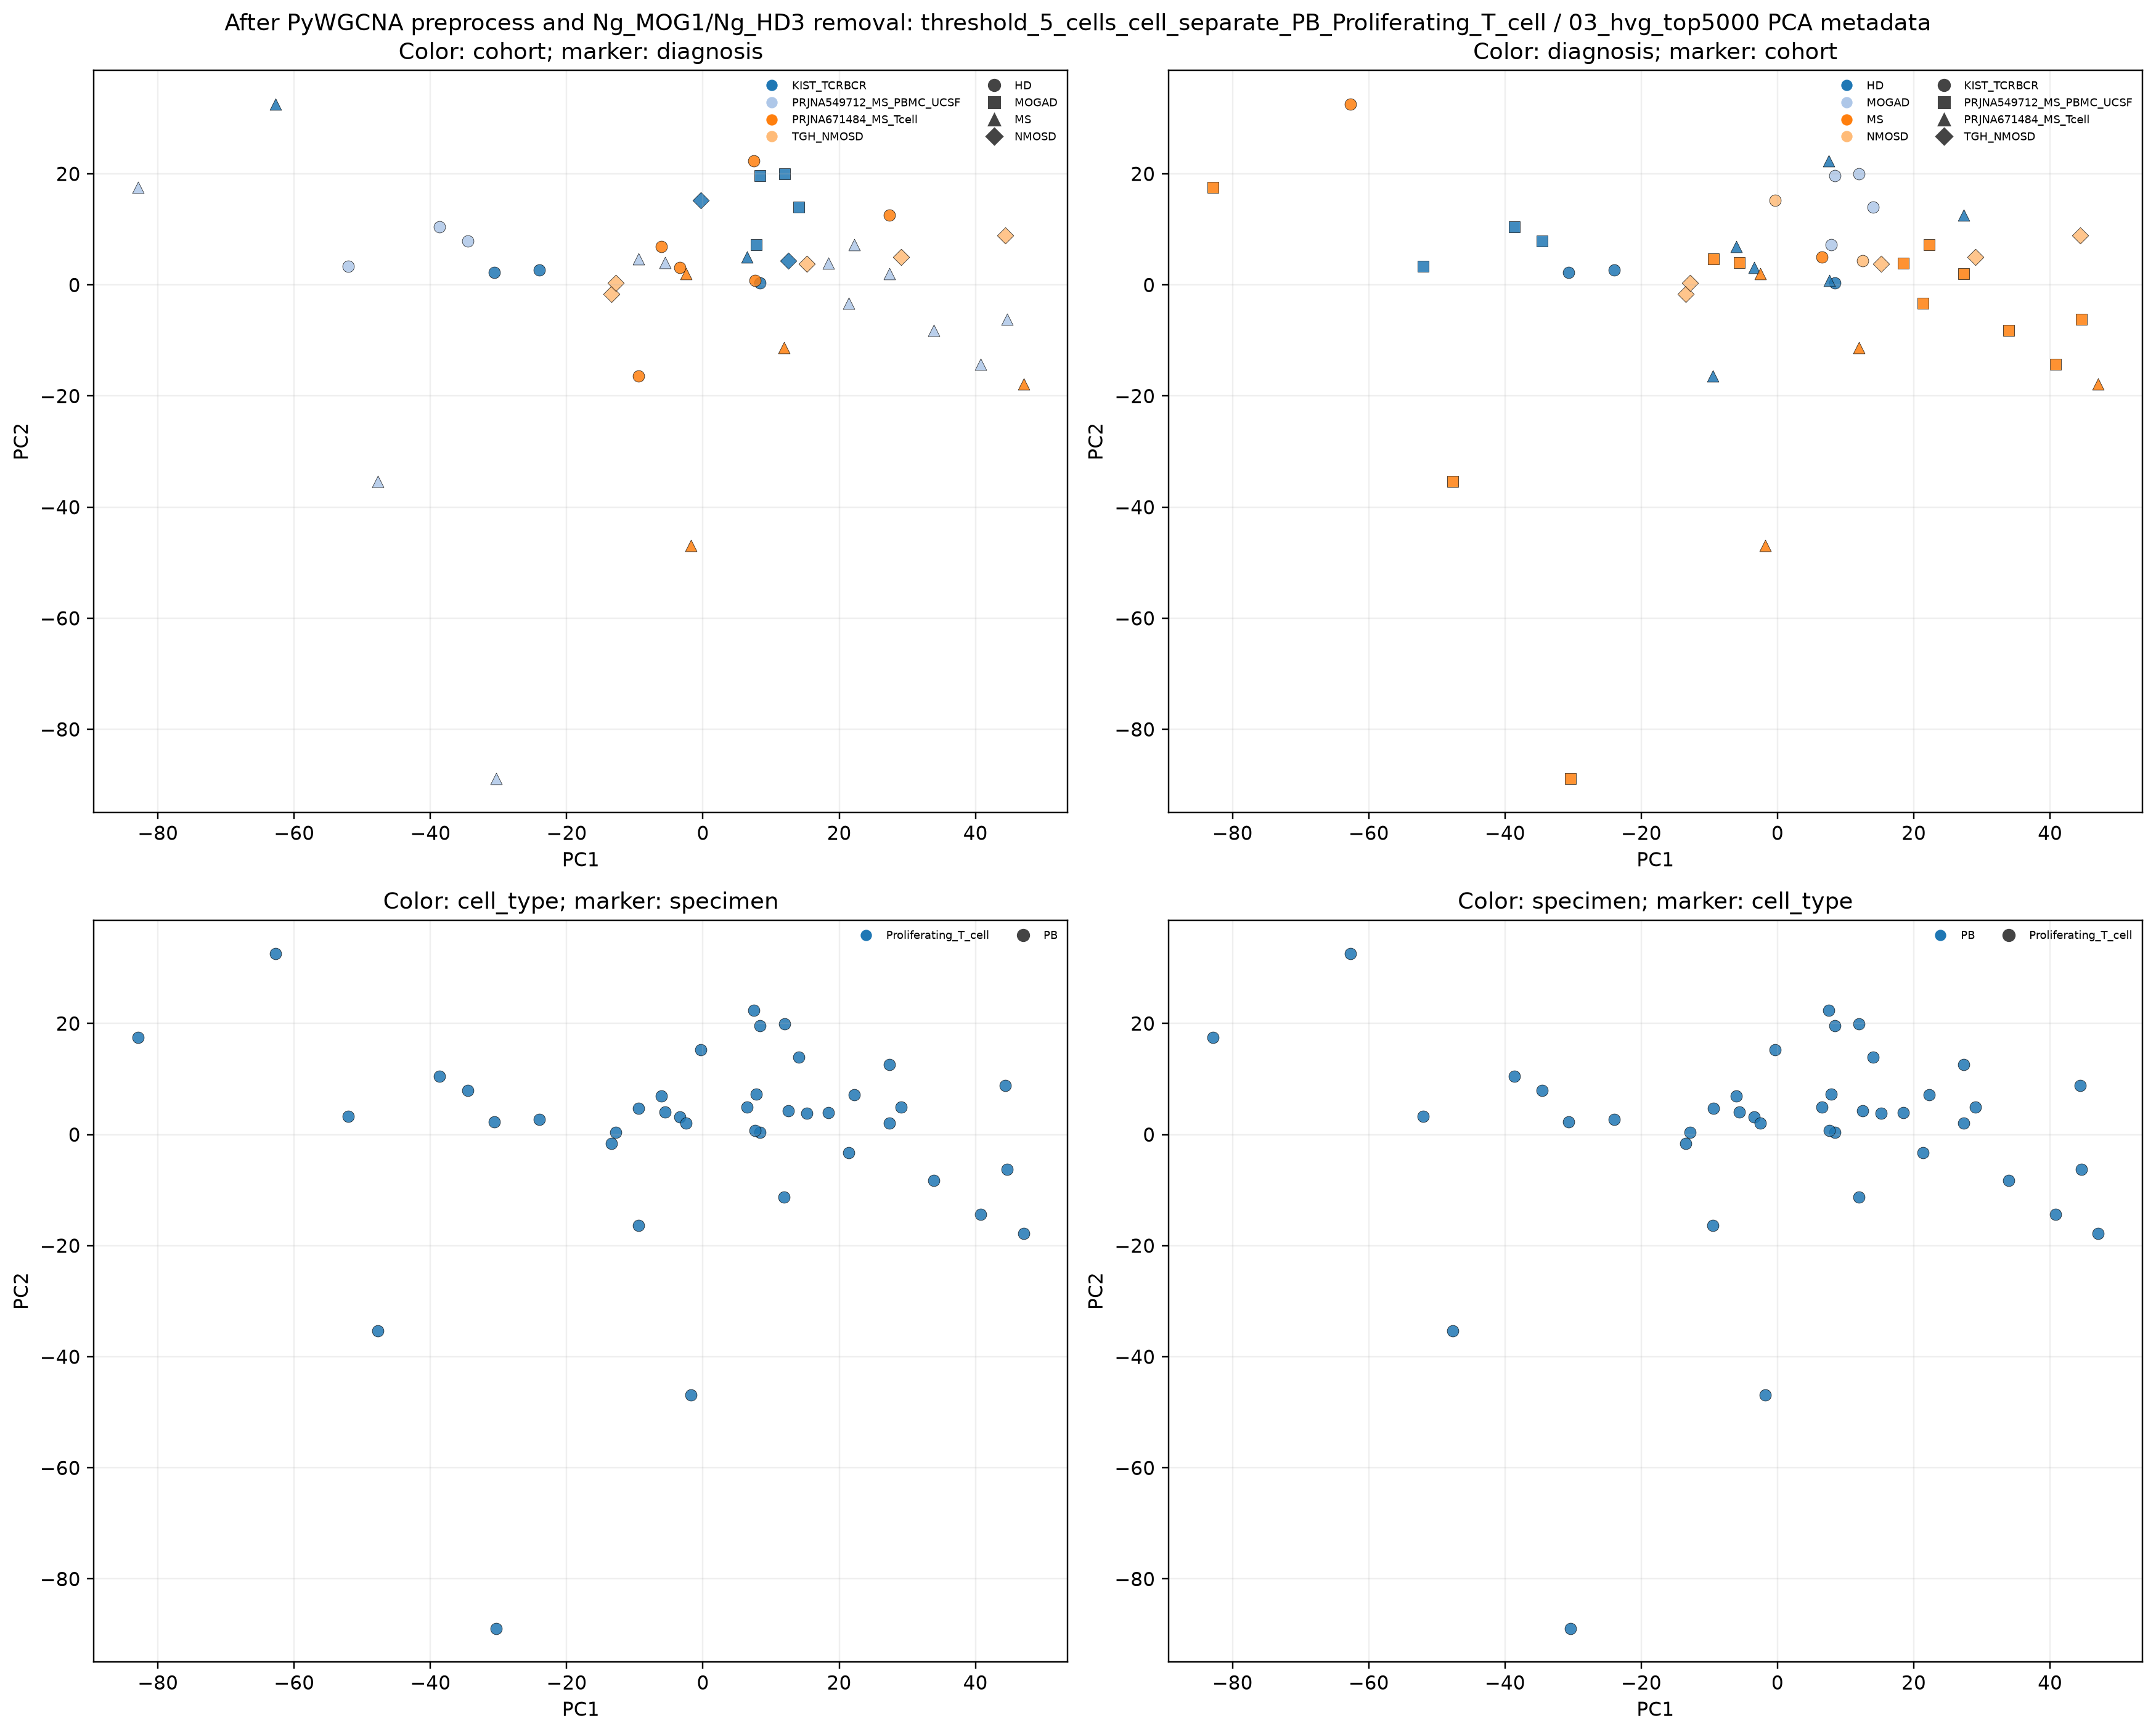 After PyWGCNA preprocess and Ng_MOG1/Ng_HD3 removal: threshold_5_cells_cell_separate_PB_Proliferating_T_cell / 03_hvg_top5000 PCA metadata
Color: cohort; marker: diagnosis
KIST_TCRBCR
PRJNA549712_MS_PBMC_UCSF
PRJNA671484_MS_Tcell
TGH_NMOSD
HD
MOGAD
MS
NMOSD
20
0
−20
−40
−60
−80
PC2
−80 −60 −40 −20 0 20 40
PC1
Color: diagnosis; marker: cohort
HD
MOGAD
MS
NMOSD
KIST_TCRBCR
PRJNA549712_MS_PBMC_UCSF
PRJNA671484_MS_Tcell
TGH_NMOSD
20
0
−20
−40
−60
−80
PC2
−80 −60 −40 −20 0 20 40
PC1
Color: cell_type; marker: specimen
Proliferating_T_cell
PB
20
0
−20
−40
−60
−80
PC2
−80 −60 −40 −20 0 20 40
PC1
Color: specimen; marker: cell_type
PB
Proliferating_T_cell
20
0
−20
−40
−60
−80
PC2
−80 −60 −40 −20 0 20 40
PC1